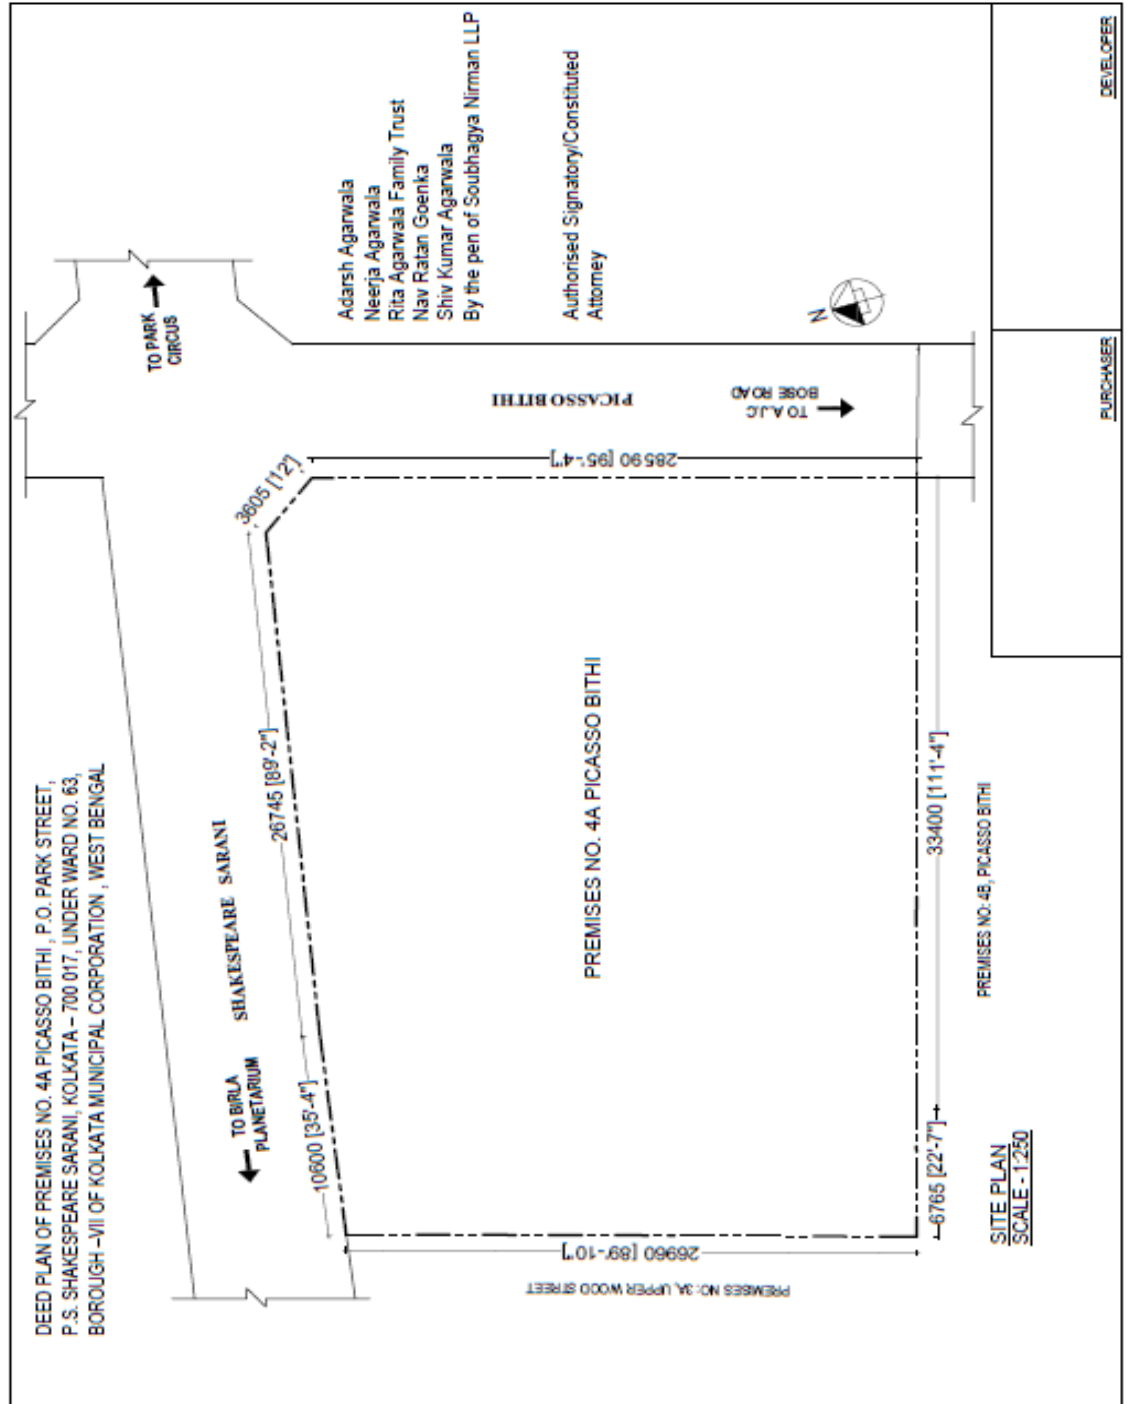 DEED PLAN OF PREMISES NO. 4A PICASSO BITHI , P.O. PARK STREET,
P.S. SHAKESPEARE SARANI, KOLKATA – 700 017, UNDER WARD NO. 63,
BOROUGH –VII OF KOLKATA MUNICIPAL CORPORATION , WEST BENGAL
TO BIRLA
PLANETARIUM
SHAKESPEARE SARANI
TO PARK
CIRCUS
10600 [35'-4"]
26745 [89'-2"]
3605 [12']
PREMISES NO: 3A, UPPER WOOD STREET
26960 [89'-10"]
PREMISES NO. 4A PICASSO BITHI
28590 [95'-4"]
PICASSO BITHI
TO A.J.C
BOSE ROAD
Adarsh Agarwala
Neerja Agarwala
Rita Agarwala Family Trust
Nav Ratan Goenka
Shiv Kumar Agarwala
By the pen of Soubhagya Nirman LLP
Authorised Signatory/Constituted
Attorney
N
6765 [22'-7"]
33400 [111'-4"]
PREMISES NO: 4B, PICASSO BITHI
SITE PLAN
SCALE - 1:250
PURCHASER
DEVELOPER